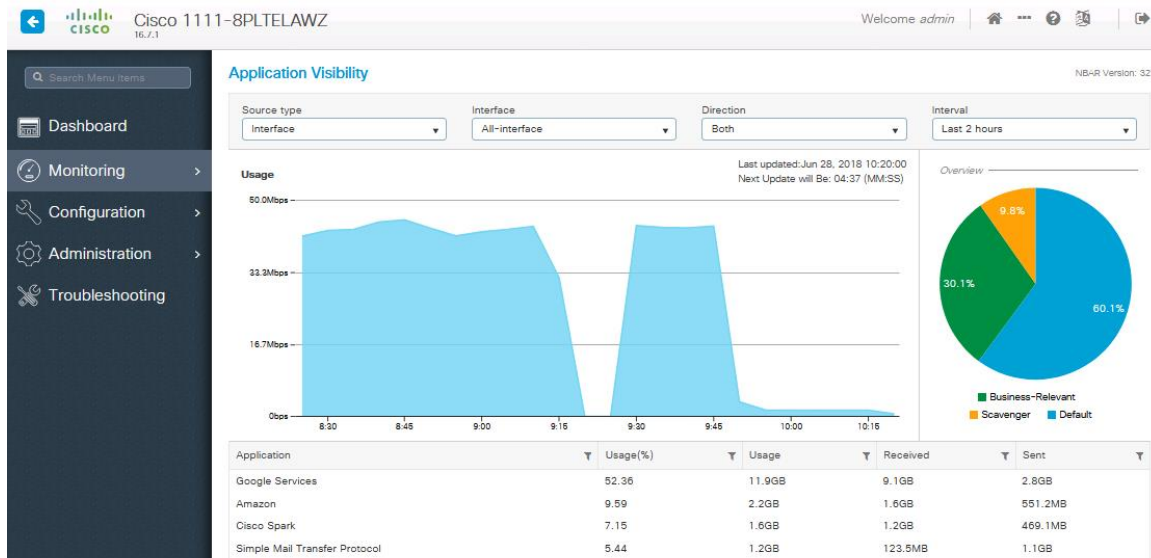 cisco
Cisco 1111-8PLTELAWZ
16.7.1
Welcome admin
Search Menu Items
Dashboard
Monitoring
Configuration
Administration
Troubleshooting
Application Visibility
NBAR Version: 32
Source type
Interface
Direction
Interval
Interface
All-interface
Both
Last 2 hours
Usage
Last updated:Jun 28, 2018 10:20:00
Next Update will Be: 04:37 (MM:SS)
50.0Mbps
33.3Mbps
16.7Mbps
0bps
8:30 8:45 9:00 9:15 9:30 9:45 10:00 10:15
Overview
9.8%
30.1%
60.1%
Business-Relevant
Scavenger Default
Application Usage(%) Usage Received Sent
Google Services 52.36 11.9GB 9.1GB 2.8GB
Amazon 9.59 2.2GB 1.6GB 551.2MB
Cisco Spark 7.15 1.6GB 1.2GB 469.1MB
Simple Mail Transfer Protocol 5.44 1.2GB 123.5MB 1.1GB